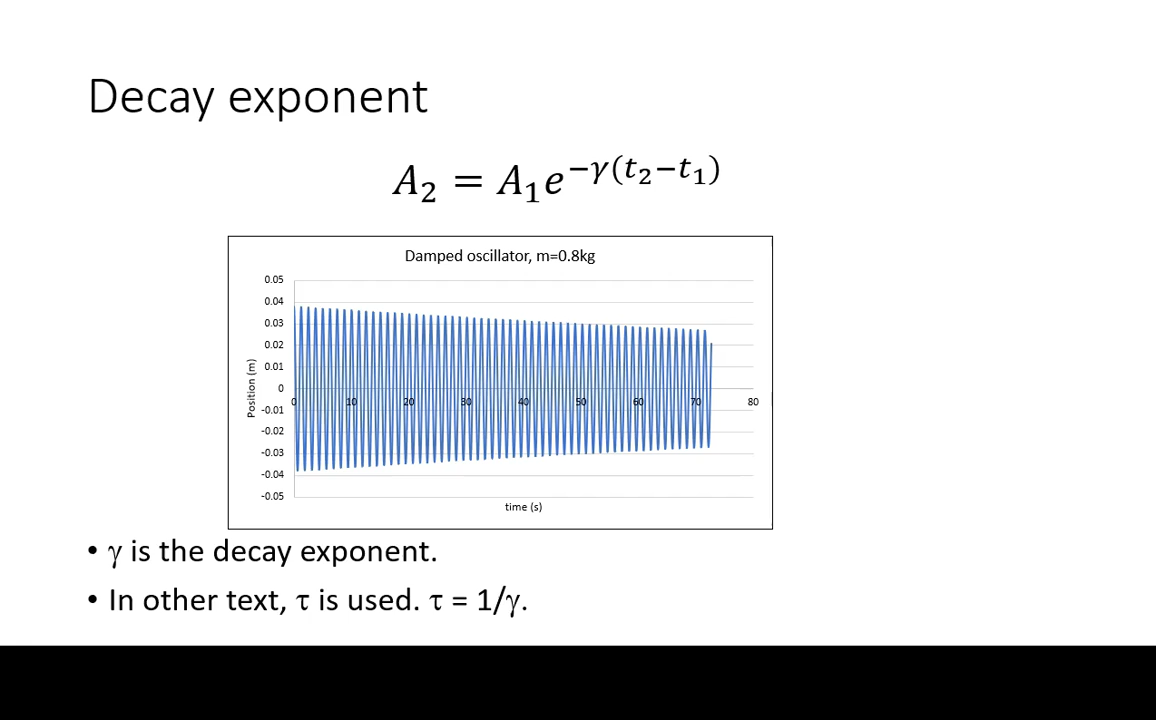 Decay exponent
A₂ = A₁e^−γ(t₂−t₁)
Damped oscillator, m=0.8kg
0.05
0.04
0.03
0.02
0.01
0
-0.01
-0.02
-0.03
-0.04
-0.05
Position (m)
0 10 20 30 40 50 60 70 80
time (s)
• γ is the decay exponent.
• In other text, τ is used. τ = 1/γ.